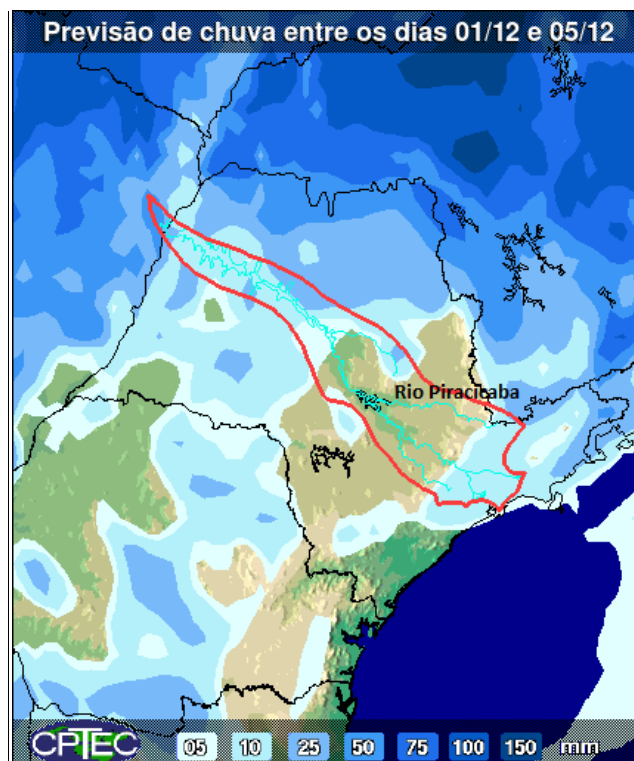 Previsão de chuva entre os dias 01/12 e 05/12
Rio Piracicaba
CPTEC 05 10 25 50 75 100 150 mm